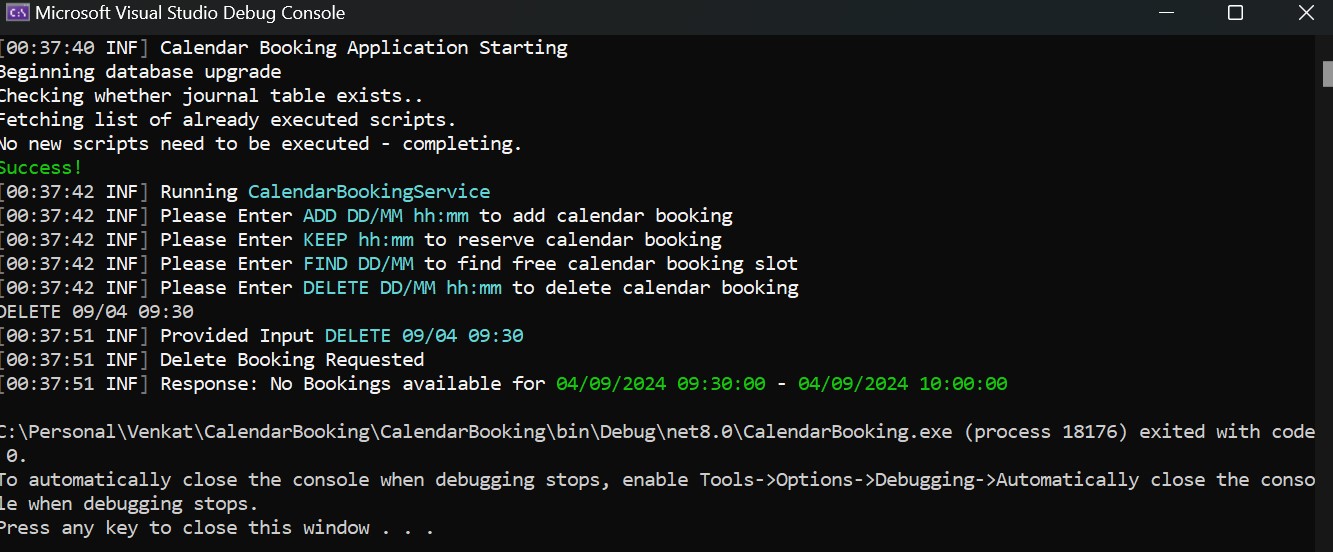 C:\ Microsoft Visual Studio Debug Console
[00:37:40 INF] Calendar Booking Application Starting
Beginning database upgrade
Checking whether journal table exists..
Fetching list of already executed scripts.
No new scripts need to be executed - completing.
Success!
[00:37:42 INF] Running CalendarBookingService
[00:37:42 INF] Please Enter ADD DD/MM hh:mm to add calendar booking
[00:37:42 INF] Please Enter KEEP hh:mm to reserve calendar booking
[00:37:42 INF] Please Enter FIND DD/MM to find free calendar booking slot
[00:37:42 INF] Please Enter DELETE DD/MM hh:mm to delete calendar booking
DELETE 09/04 09:30
[00:37:51 INF] Provided Input DELETE 09/04 09:30
[00:37:51 INF] Delete Booking Requested
[00:37:51 INF] Response: No Bookings available for 04/09/2024 09:30:00 - 04/09/2024 10:00:00
C:\Personal\Venkat\CalendarBooking\CalendarBooking\bin\Debug\net8.0\CalendarBooking.exe (process 18176) exited with code
0.
To automatically close the console when debugging stops, enable Tools->Options->Debugging->Automatically close the conso
le when debugging stops.
Press any key to close this window . . .